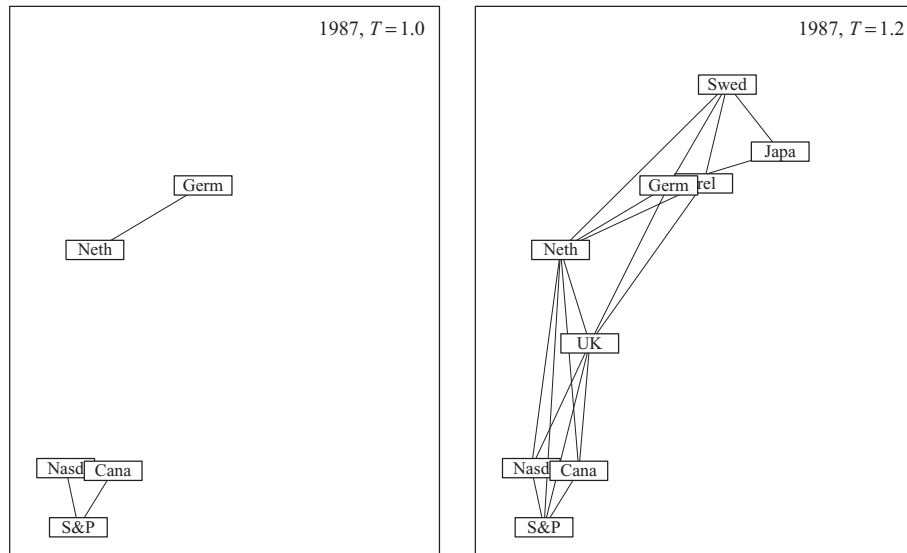 1987, T = 1.0
Germ
Neth
Nasd
Cana
S&P
1987, T = 1.2
Swed
Japa
Germ
rel
Neth
UK
Nasd
Cana
S&P